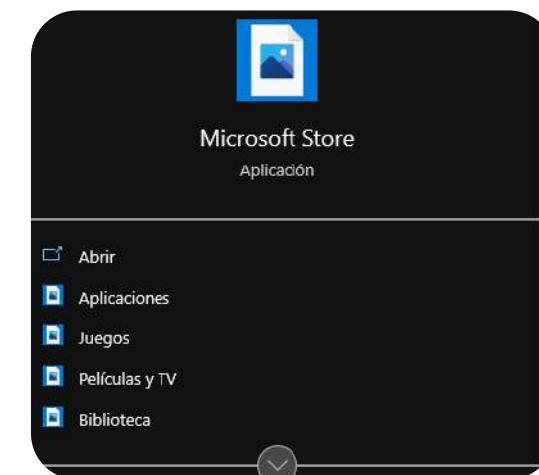 Microsoft Store
Aplicación
Abrir
Aplicaciones
Juegos
Películas y TV
Biblioteca